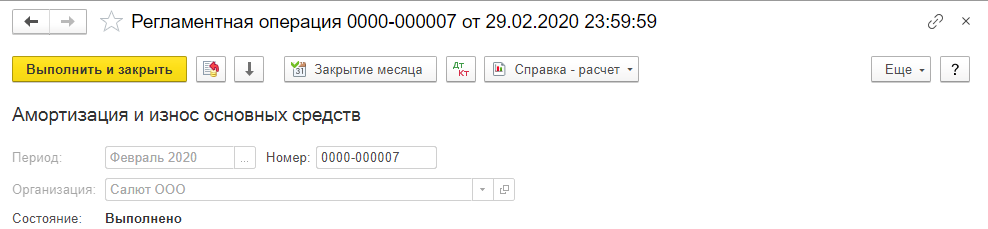 Регламентная операция 0000-000007 от 29.02.2020 23:59:59
Выполнить и закрыть 31 Закрытие месяца Дт Кт Справка - расчет Еще ?
Амортизация и износ основных средств
Период: Февраль 2020 ... Номер: 0000-000007
Организация: Салют ООО
Состояние: Выполнено